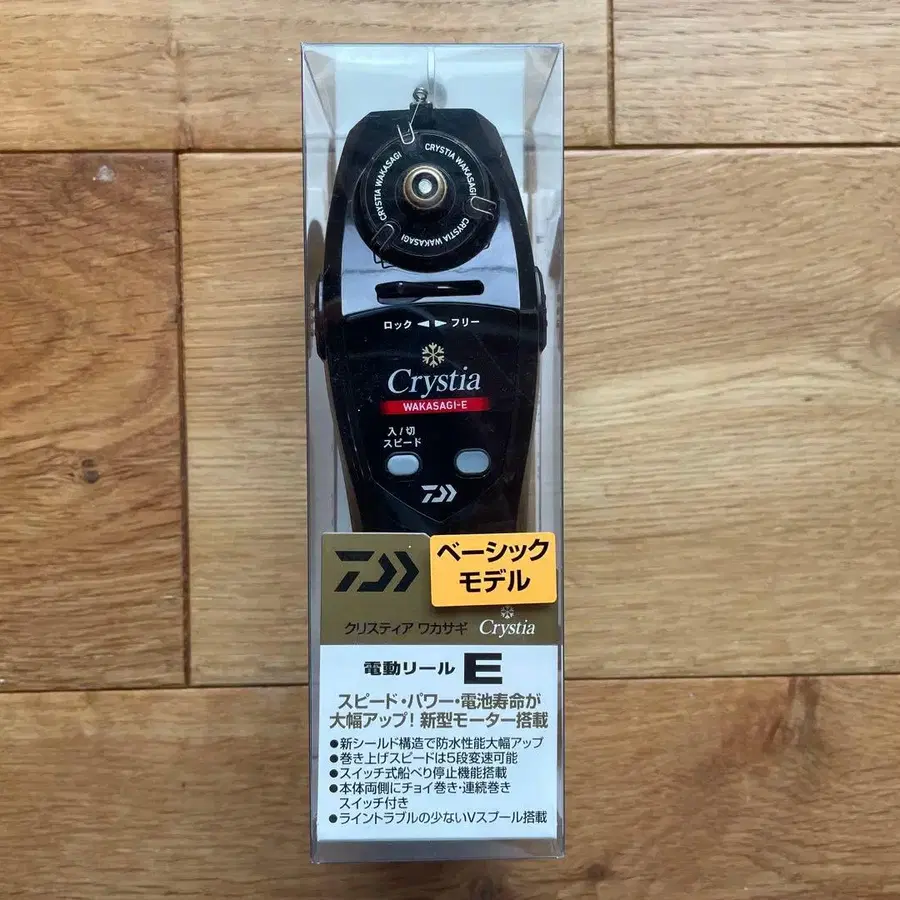 CRYSTIA WAKASAGI
CRYSTIA WAKASAGI
CRYSTIA WAKASAGI
ロック ◀ ▶ フリー
Crystia
WAKASAGI-E
入/切
スピード
ベーシック
モデル
クリスティア ワカサギ Crystia
電動リール E
スピード・パワー・電池寿命が
大幅アップ!新型モーター搭載
●新シールド構造で防水性能大幅アップ
●巻き上げスピードは5段変速可能
●スイッチ式船べり停止機能搭載
●本体両側にチョイ巻き・連続巻き
スイッチ付き
●ライントラブルの少ないVスプール搭載